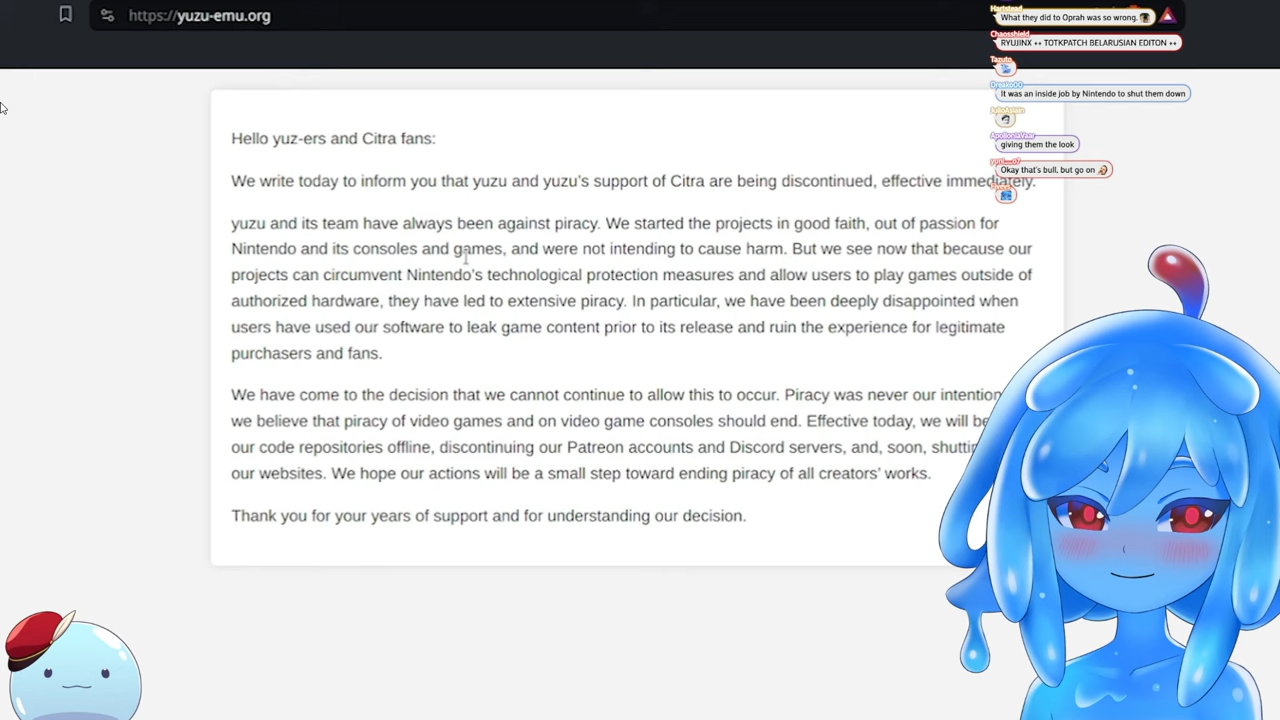 https://yuzu-emu.org
Hello yuz-ers and Citra fans:
We write today to inform you that yuzu and yuzu's support of Citra are being discontinued, effective immediately.
yuzu and its team have always been against piracy. We started the projects in good faith, out of passion for
Nintendo and its consoles and games, and were not intending to cause harm. But we see now that because our
projects can circumvent Nintendo's technological protection measures and allow users to play games outside of
authorized hardware, they have led to extensive piracy. In particular, we have been deeply disappointed when
users have used our software to leak game content prior to its release and ruin the experience for legitimate
purchasers and fans.
We have come to the decision that we cannot continue to allow this to occur. Piracy was never our intention
we believe that piracy of video games and on video game consoles should end. Effective today, we will be
our code repositories offline, discontinuing our Patreon accounts and Discord servers, and, soon,
our websites. We hope our actions will be a small step toward ending piracy of all creators' works.
Thank you for your years of support and for understanding our decision.
Hartstead
What they did to Oprah was so wrong.
Chaosshield
RYUJINX ++ TOTKPATCH BELARUSIAN EDITON ++
Tazuto
It was an inside job by Nintendo to shut them down
giving them the look
Okay that's bull, but go on